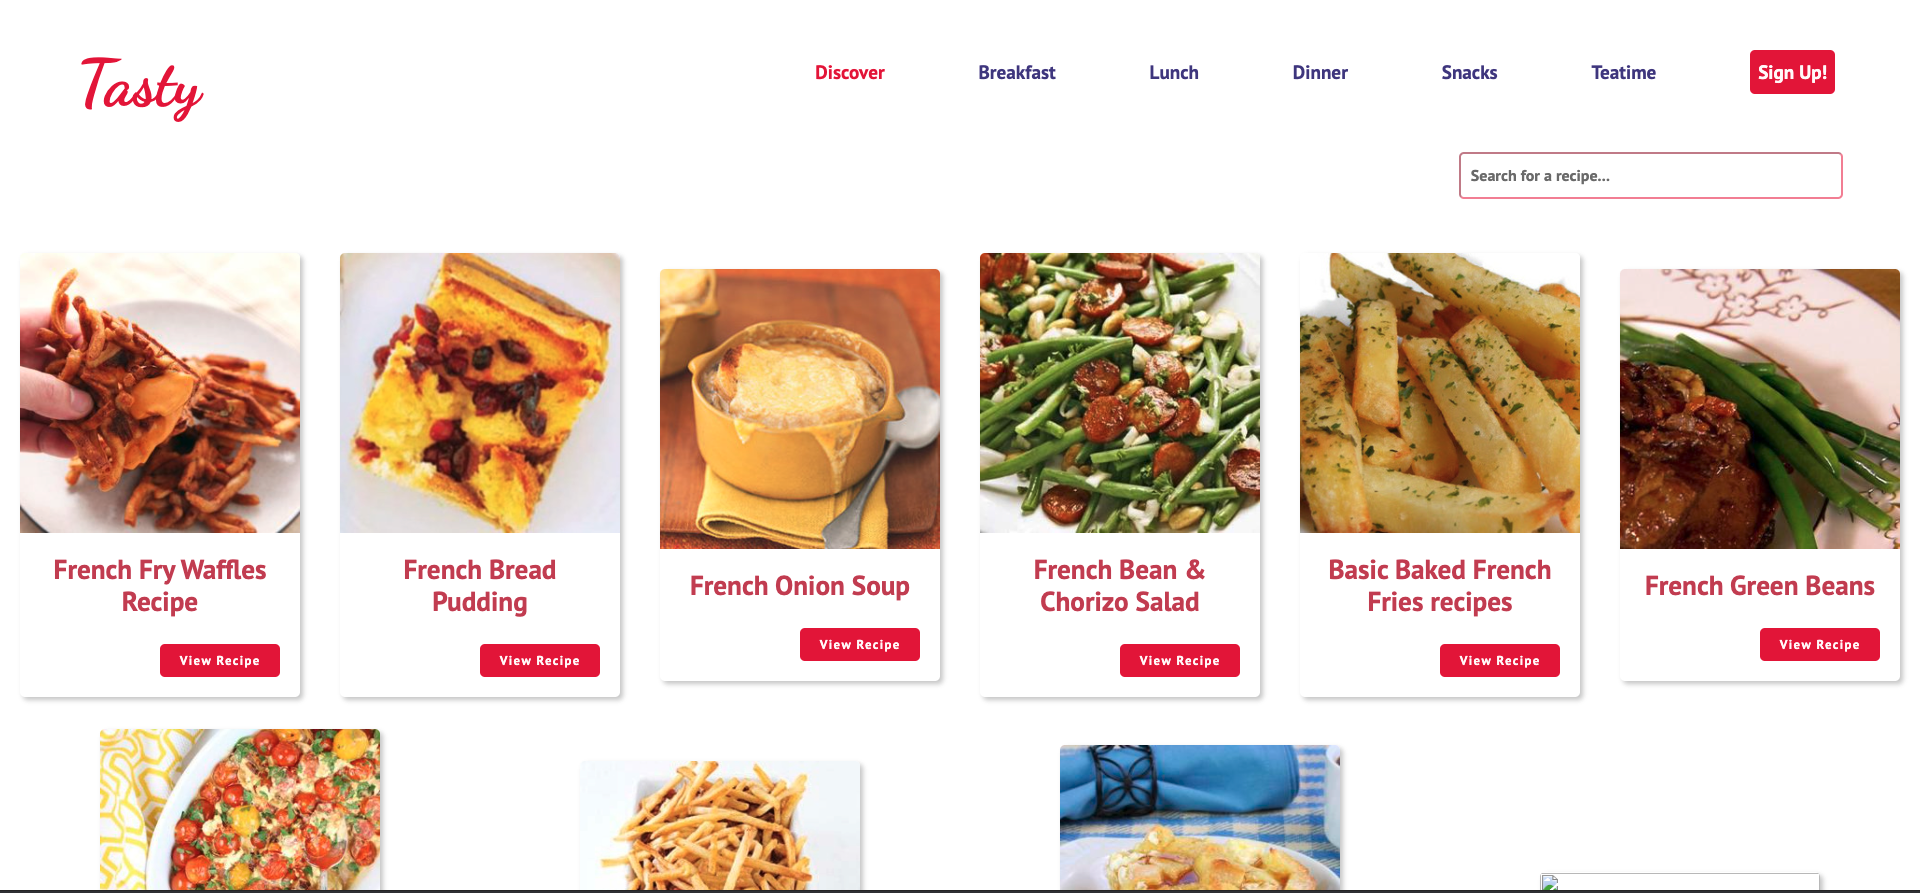 Tasty
Discover
Breakfast
Lunch
Dinner
Snacks
Teatime
Sign Up!
Search for a recipe...
French Fry Waffles
Recipe
View Recipe
French Bread
Pudding
View Recipe
French Onion Soup
View Recipe
French Bean &
Chorizo Salad
View Recipe
Basic Baked French
Fries recipes
View Recipe
French Green Beans
View Recipe